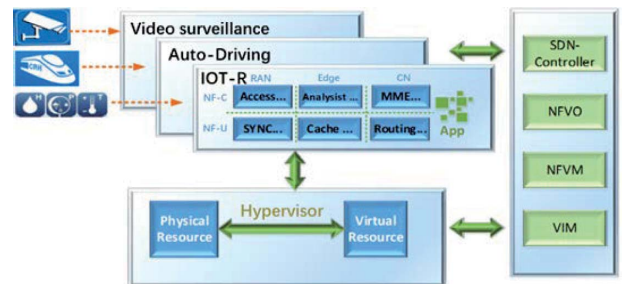 Video surveillance
Auto-Driving
IOT-R
RAN
Edge
CN
NF-C
Access...
Analysist ...
MME...
NF-U
SYNC...
Cache ...
Routing...
App
Hypervisor
Physical
Resource
Virtual
Resource
SDN-
Controller
NFVO
NFVM
VIM